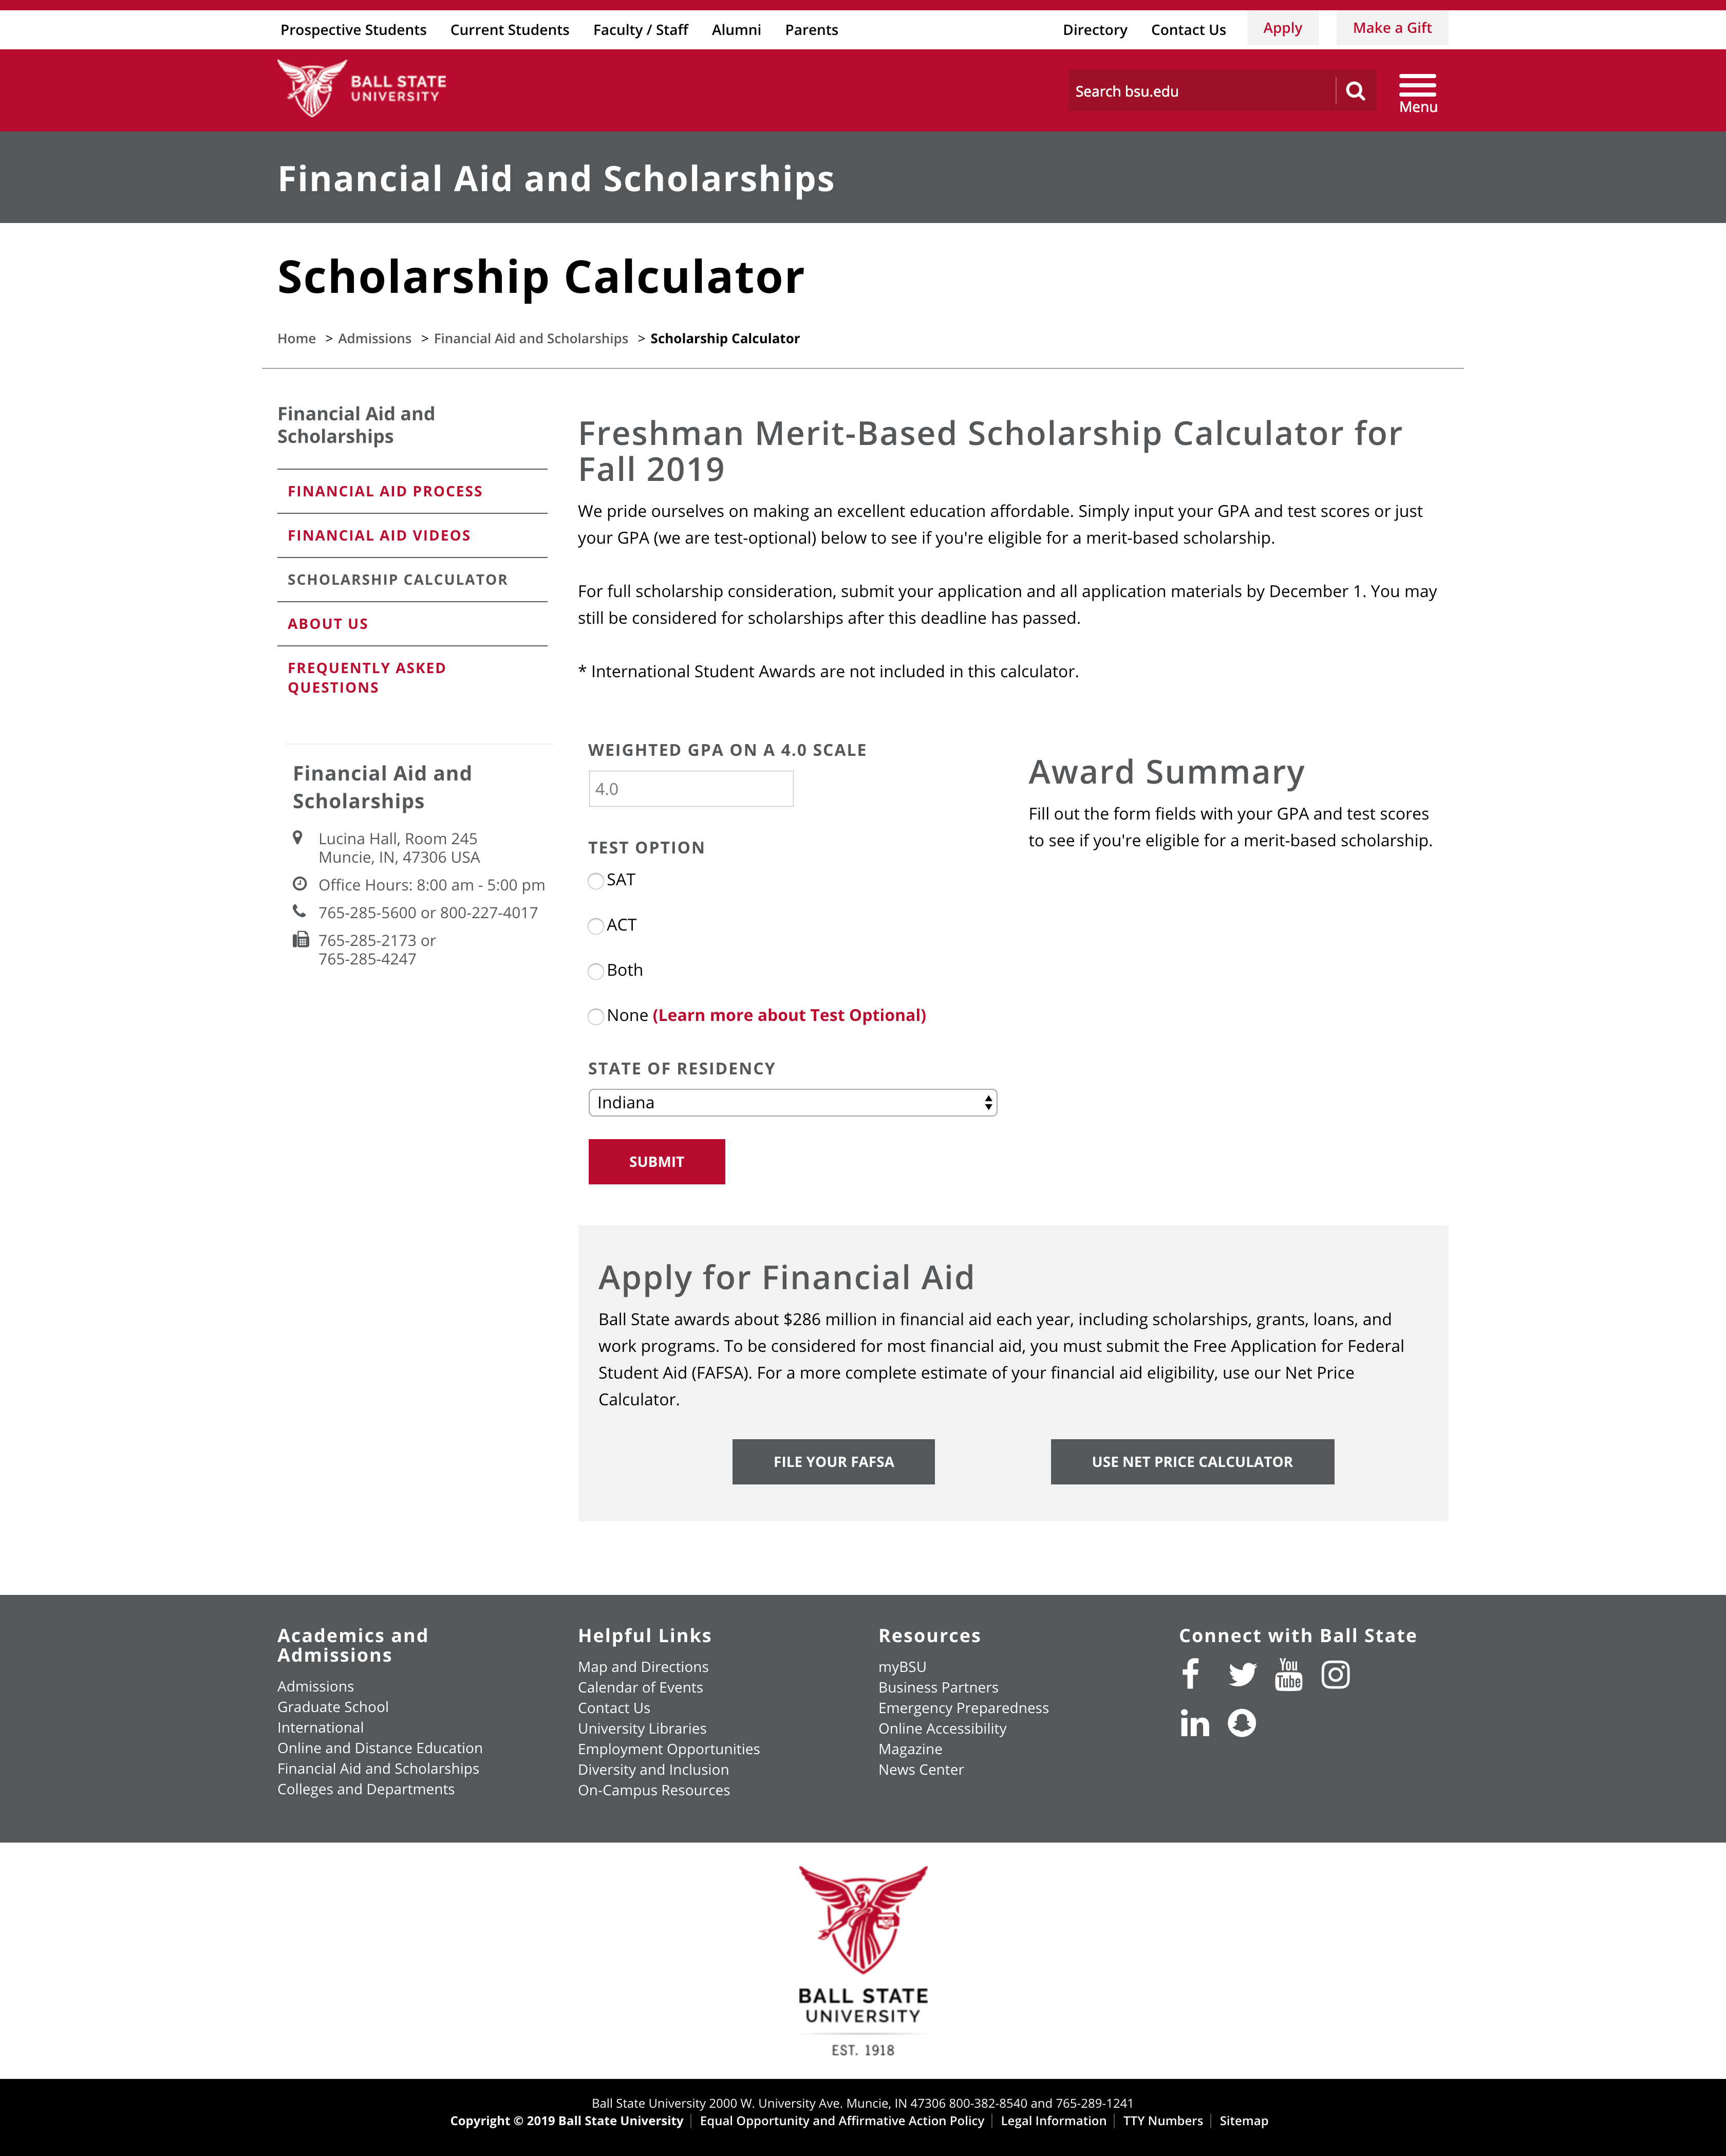 Prospective Students Current Students Faculty / Staff Alumni Parents Directory Contact Us Apply Make a Gift
BALL STATE
UNIVERSITY
Search bsu.edu
Menu
Financial Aid and Scholarships
Scholarship Calculator
Home > Admissions > Financial Aid and Scholarships > Scholarship Calculator
Financial Aid and
Scholarships
FINANCIAL AID PROCESS
FINANCIAL AID VIDEOS
SCHOLARSHIP CALCULATOR
ABOUT US
FREQUENTLY ASKED
QUESTIONS
Financial Aid and
Scholarships
Lucina Hall, Room 245
Muncie, IN, 47306 USA
Office Hours: 8:00 am - 5:00 pm
765-285-5600 or 800-227-4017
765-285-2173 or
765-285-4247
Freshman Merit-Based Scholarship Calculator for
Fall 2019
We pride ourselves on making an excellent education affordable. Simply input your GPA and test scores or just
your GPA (we are test-optional) below to see if you're eligible for a merit-based scholarship.
For full scholarship consideration, submit your application and all application materials by December 1. You may
still be considered for scholarships after this deadline has passed.
* International Student Awards are not included in this calculator.
WEIGHTED GPA ON A 4.0 SCALE
4.0
TEST OPTION
SAT
ACT
Both
None (Learn more about Test Optional)
STATE OF RESIDENCY
Indiana
SUBMIT
Award Summary
Fill out the form fields with your GPA and test scores
to see if you're eligible for a merit-based scholarship.
Apply for Financial Aid
Ball State awards about $286 million in financial aid each year, including scholarships, grants, loans, and
work programs. To be considered for most financial aid, you must submit the Free Application for Federal
Student Aid (FAFSA). For a more complete estimate of your financial aid eligibility, use our Net Price
Calculator.
FILE YOUR FAFSA
USE NET PRICE CALCULATOR
Academics and
Admissions
Admissions
Graduate School
International
Online and Distance Education
Financial Aid and Scholarships
Colleges and Departments
Helpful Links
Map and Directions
Calendar of Events
Contact Us
University Libraries
Employment Opportunities
Diversity and Inclusion
On-Campus Resources
Resources
myBSU
Business Partners
Emergency Preparedness
Online Accessibility
Magazine
News Center
Connect with Ball State
You
Tube
BALL STATE
UNIVERSITY
EST. 1918
Ball State University 2000 W. University Ave. Muncie, IN 47306 800-382-8540 and 765-289-1241
Copyright © 2019 Ball State University | Equal Opportunity and Affirmative Action Policy | Legal Information | TTY Numbers | Sitemap